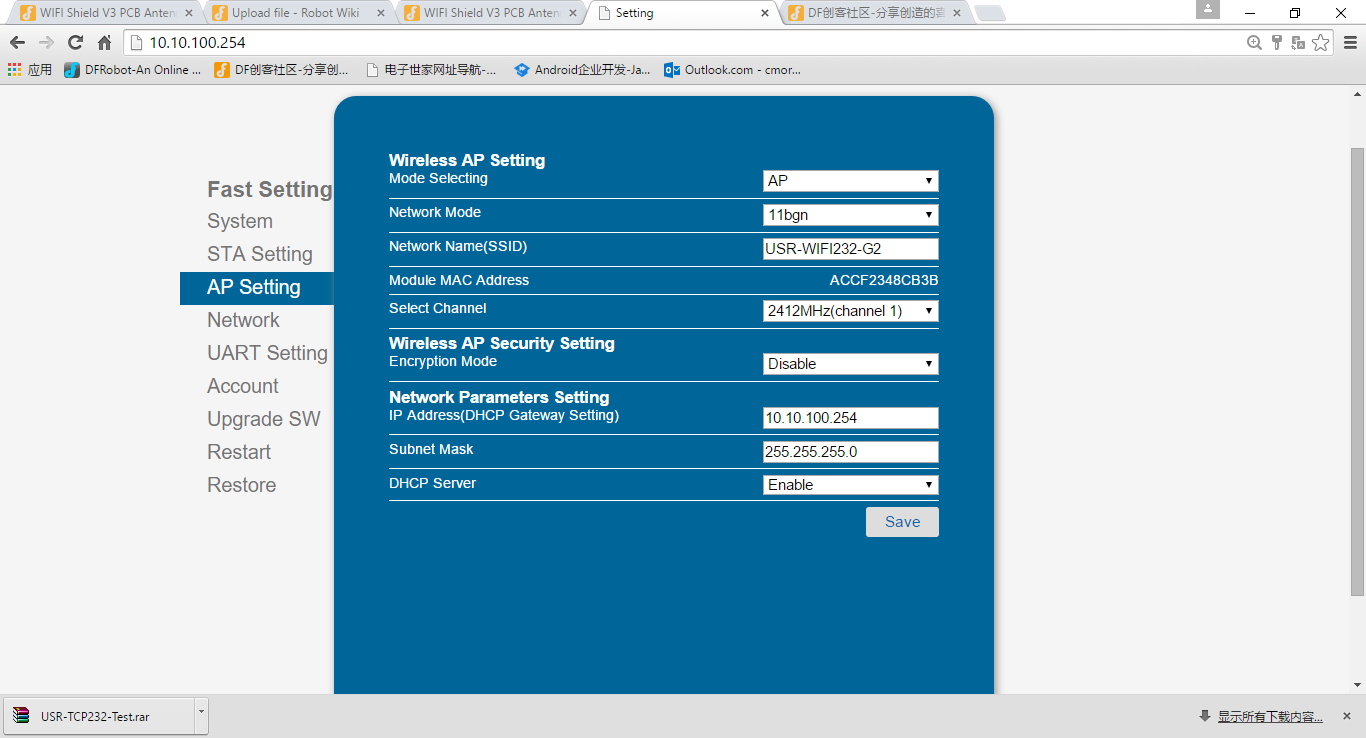 WIFI Shield V3 PCB Anten
Upload file - Robot Wiki
WIFI Shield V3 PCB Anten
Setting
DF创客社区-分享创造的喜
10.10.100.254
应用
DFRobot-An Online ...
DF创客社区-分享创...
电子世家网址导航-...
Android企业开发-Ja...
Outlook.com - cmor...
Fast Setting
System
STA Setting
AP Setting
Network
UART Setting
Account
Upgrade SW
Restart
Restore
Wireless AP Setting
Mode Selecting AP
Network Mode 11bgn
Network Name(SSID) USR-WIFI232-G2
Module MAC Address ACCF2348CB3B
Select Channel 2412MHz(channel 1)
Wireless AP Security Setting
Encryption Mode Disable
Network Parameters Setting
IP Address(DHCP Gateway Setting) 10.10.100.254
Subnet Mask 255.255.255.0
DHCP Server Enable
Save
USR-TCP232-Test.rar
显示所有下载内容...